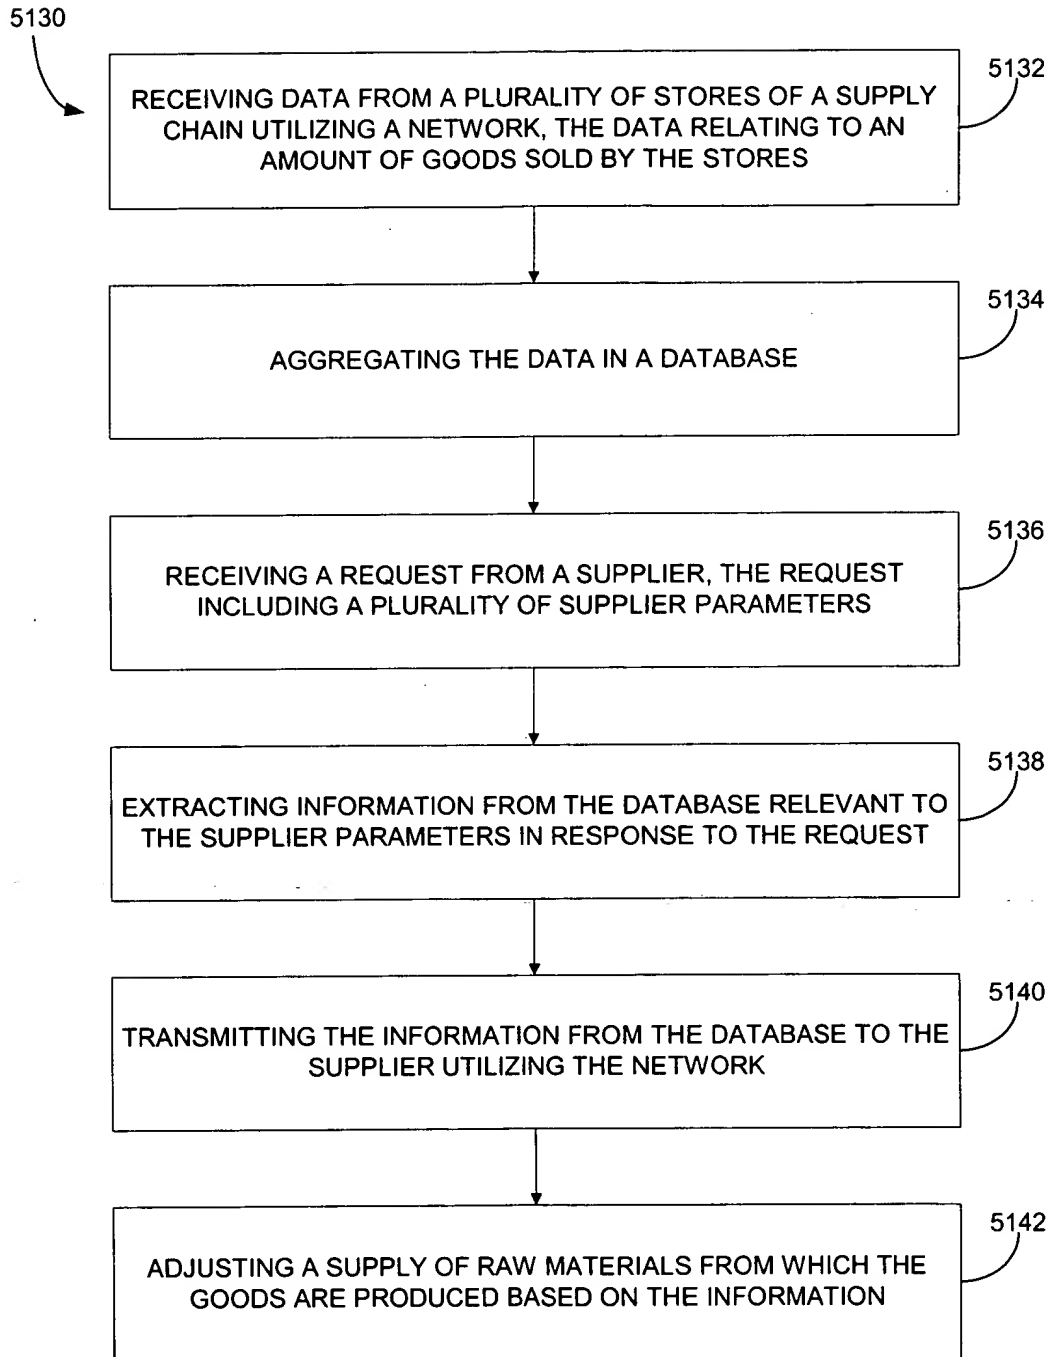 5130
5132
RECEIVING DATA FROM A PLURALITY OF STORES OF A SUPPLY
CHAIN UTILIZING A NETWORK, THE DATA RELATING TO AN
AMOUNT OF GOODS SOLD BY THE STORES
5134
AGGREGATING THE DATA IN A DATABASE
5136
RECEIVING A REQUEST FROM A SUPPLIER, THE REQUEST
INCLUDING A PLURALITY OF SUPPLIER PARAMETERS
5138
EXTRACTING INFORMATION FROM THE DATABASE RELEVANT TO
THE SUPPLIER PARAMETERS IN RESPONSE TO THE REQUEST
5140
TRANSMITTING THE INFORMATION FROM THE DATABASE TO THE
SUPPLIER UTILIZING THE NETWORK
5142
ADJUSTING A SUPPLY OF RAW MATERIALS FROM WHICH THE
GOODS ARE PRODUCED BASED ON THE INFORMATION